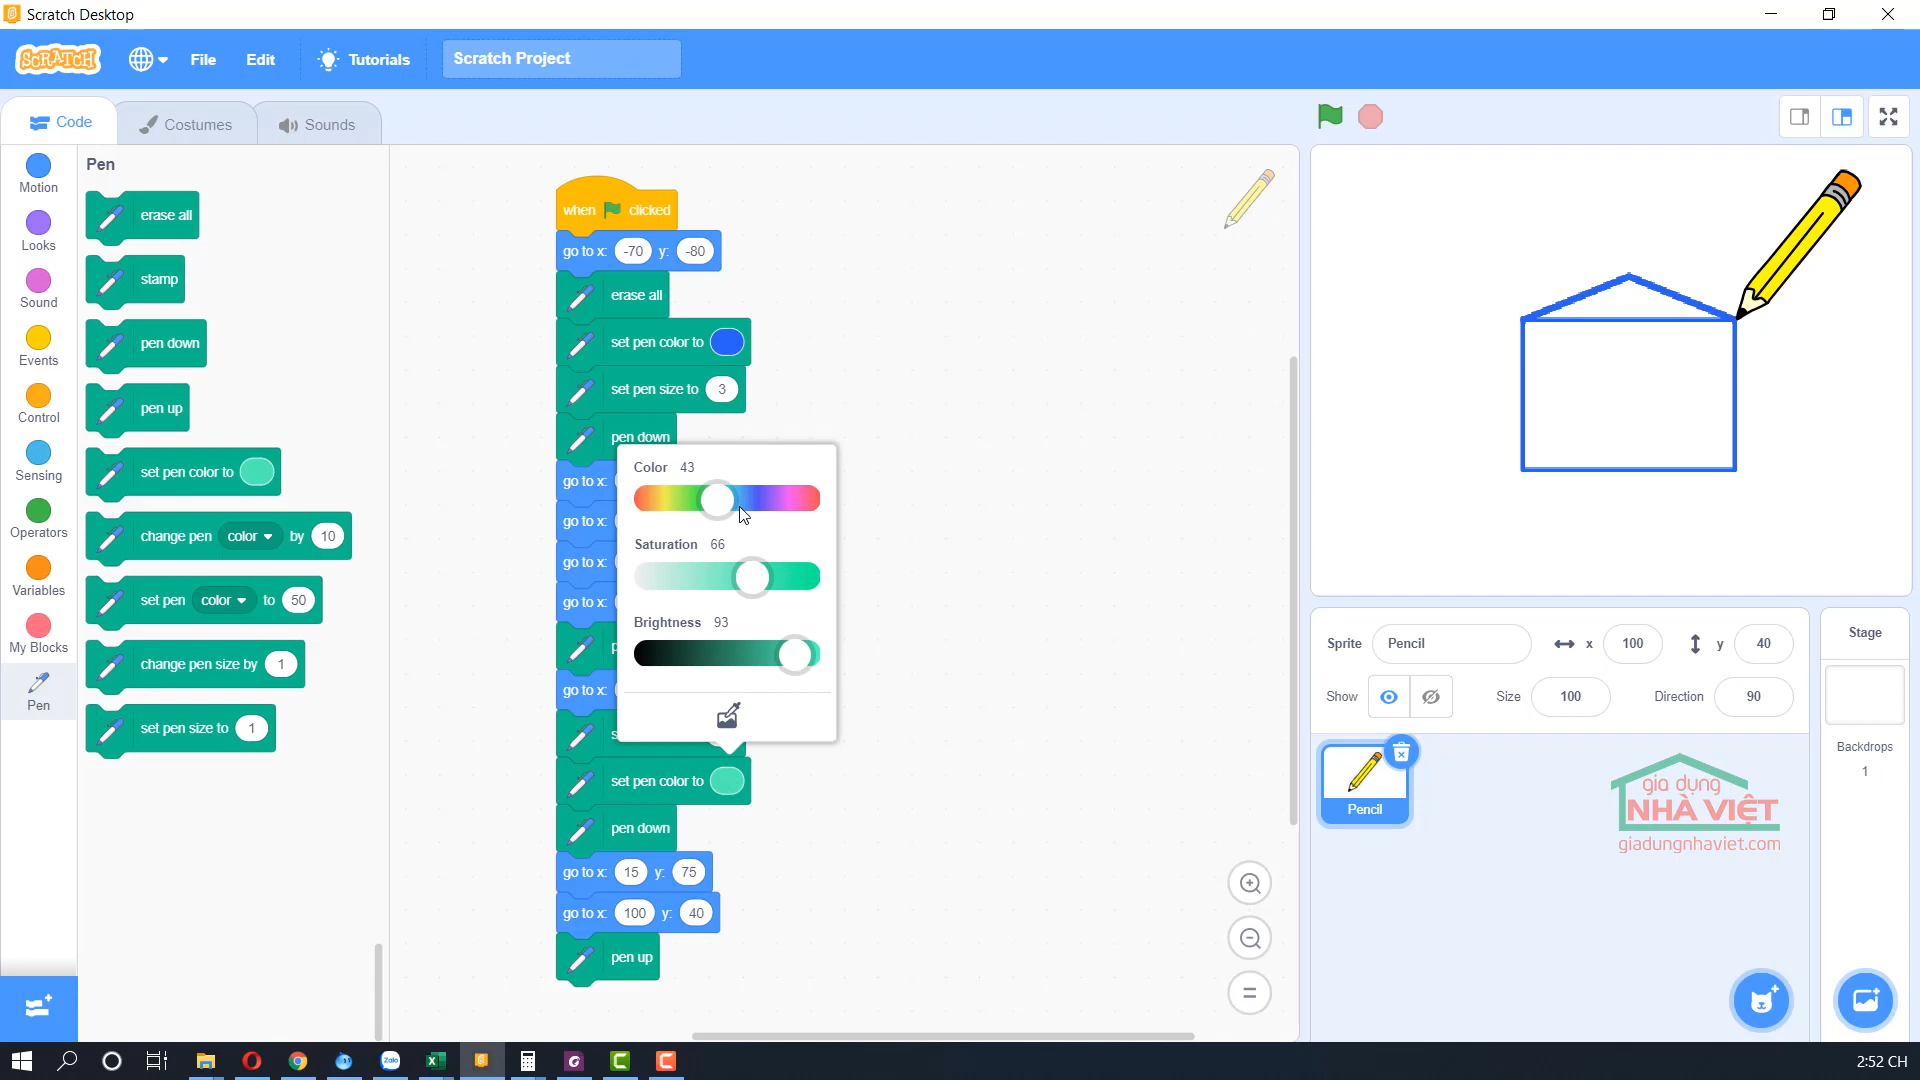 Scratch Desktop
SCRATCH
File
Edit
Tutorials
Scratch Project
Code
Costumes
Sounds
Motion
Looks
Sound
Events
Control
Sensing
Operators
Variables
My Blocks
Pen
Pen
erase all
stamp
pen down
pen up
set pen color to
change pen color by 10
set pen color to 50
change pen size by 1
set pen size to 1
when clicked
go to x: -70 y: -80
erase all
set pen color to
set pen size to 3
pen down
go to x:
go to x:
go to x:
go to x:
go to x:
set pen color to
pen down
go to x: 15 y: 75
go to x: 100 y: 40
pen up
Color 43
Saturation 66
Brightness 93
Sprite Pencil x 100 y 40
Show Size 100 Direction 90
Pencil
Stage
Backdrops
1
gia dụng
NHÀ VIỆT
giadungnhaviet.com
Zalo
2:52 CH